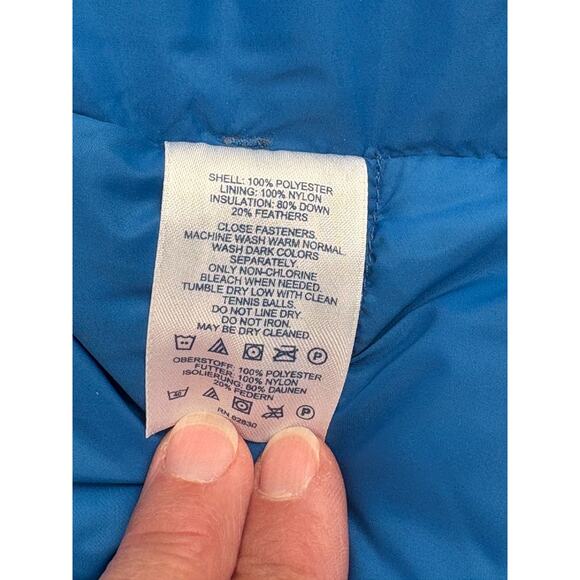 SHELL: 100% POLYESTER
LINING: 100% NYLON
INSULATION: 80% DOWN
20% FEATHERS
CLOSE FASTENERS.
MACHINE WASH WARM NORMAL.
WASH DARK COLORS
SEPARATELY.
ONLY NON-CHLORINE
BLEACH WHEN NEEDED.
TUMBLE DRY LOW WITH CLEAN
TENNIS BALLS.
DO NOT LINE DRY.
DO NOT IRON.
MAY BE DRY CLEANED.
P
OBERSTOFF: 100% POLYESTER
FUTTER: 100% NYLON
ISOLIERUNG: 80% DAUNEN
20% FEDERN
40 P
RN 62830